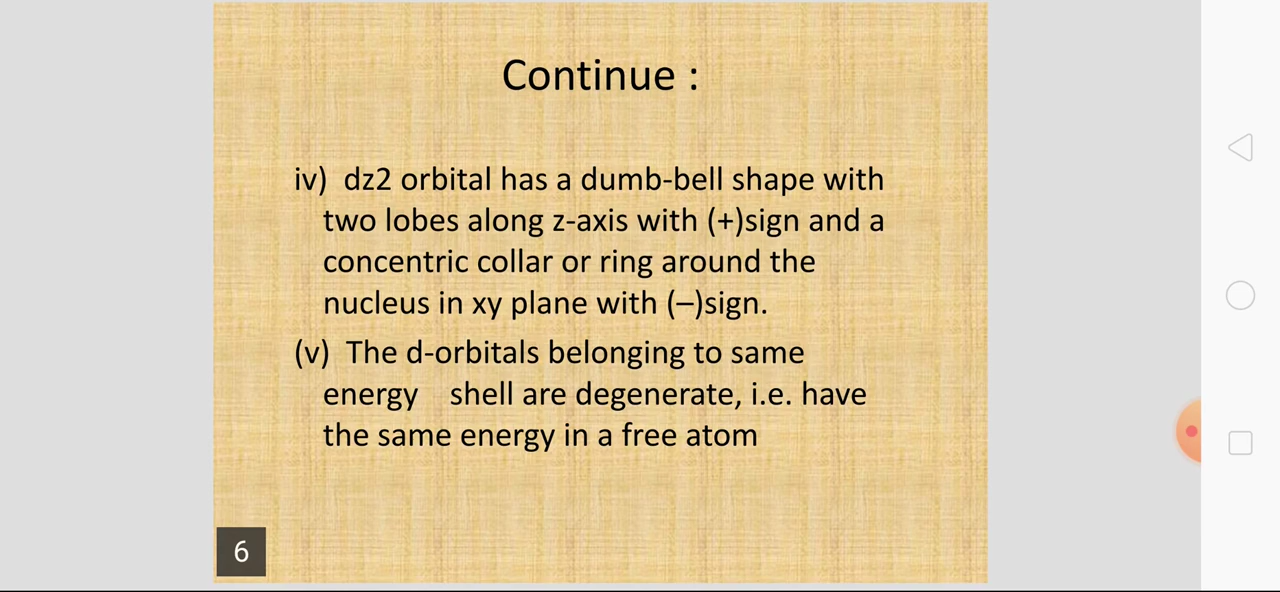 Continue :
iv)  dz2 orbital has a dumb-bell shape with
two lobes along z-axis with (+)sign and a
concentric collar or ring around the
nucleus in xy plane with (–)sign.
(v)  The d-orbitals belonging to same
energy    shell are degenerate, i.e. have
the same energy in a free atom
6